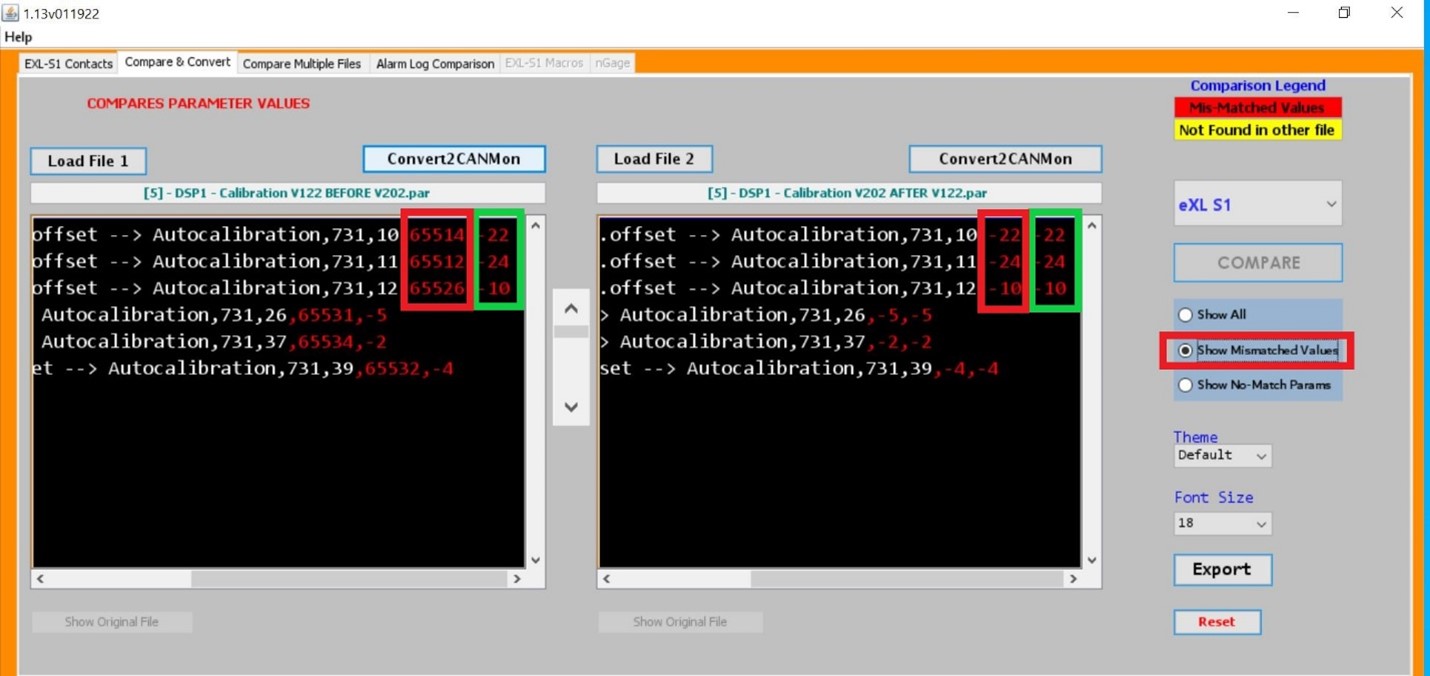 1.13v011922
Help
EXL-S1 Contacts Compare & Convert Compare Multiple Files Alarm Log Comparison EXL-S1 Macros nGage
COMPARES PARAMETER VALUES
Load File 1 Convert2CANMon
[5] - DSP1 - Calibration V122 BEFORE V202.par
offset --> Autocalibration,731,10 65514 -22
offset --> Autocalibration,731,11 65512 -24
offset --> Autocalibration,731,12 65526 -10
Autocalibration,731,26,65531,-5
Autocalibration,731,37,65534,-2
et --> Autocalibration,731,39,65532,-4
Show Original File
Load File 2 Convert2CANMon
[5] - DSP1 - Calibration V202 AFTER V122.par
.offset --> Autocalibration,731,10 -22 -22
.offset --> Autocalibration,731,11 -24 -24
.offset --> Autocalibration,731,12 -10 -10
> Autocalibration,731,26,-5,-5
> Autocalibration,731,37,-2,-2
set --> Autocalibration,731,39,-4,-4
Show Original File
Comparison Legend
Mis-Matched Values
Not Found in other file
eXL S1
COMPARE
Show All
Show Mismatched Values
Show No-Match Params
Theme
Default
Font Size
18
Export
Reset